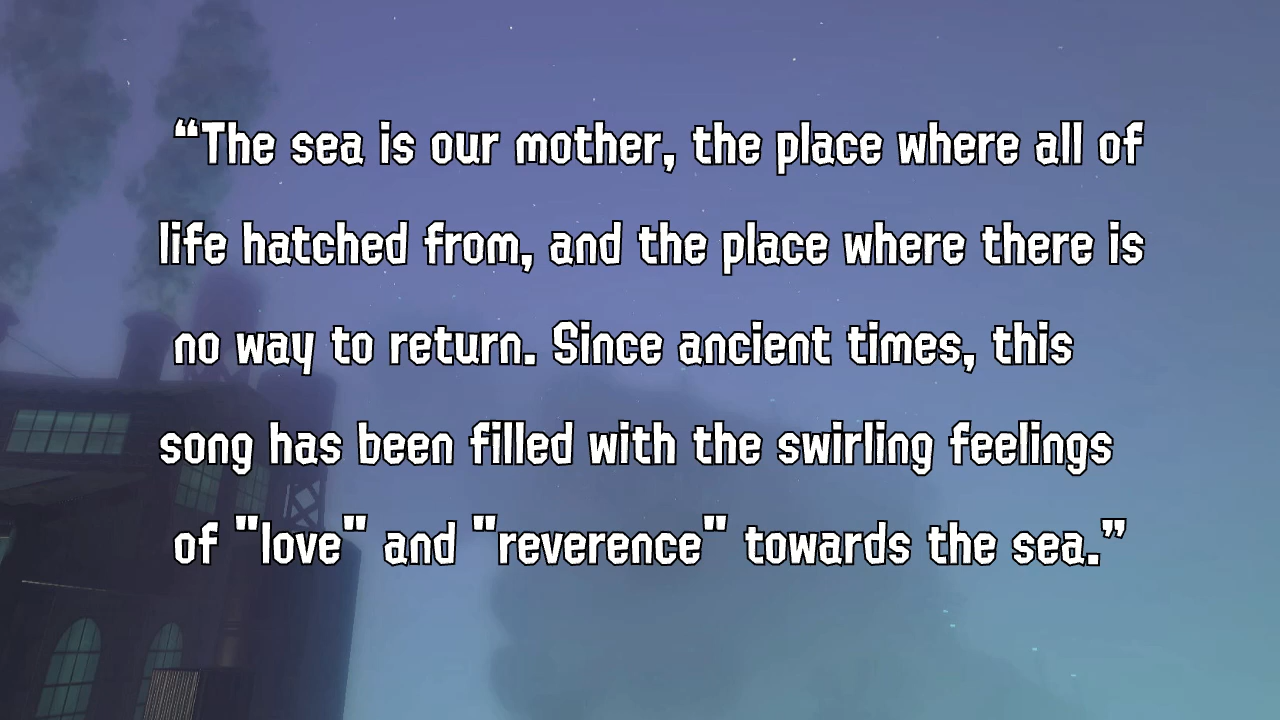 “The sea is our mother, the place where all of
life hatched from, and the place where there is
no way to return. Since ancient times, this
song has been filled with the swirling feelings
of "love" and "reverence" towards the sea.”